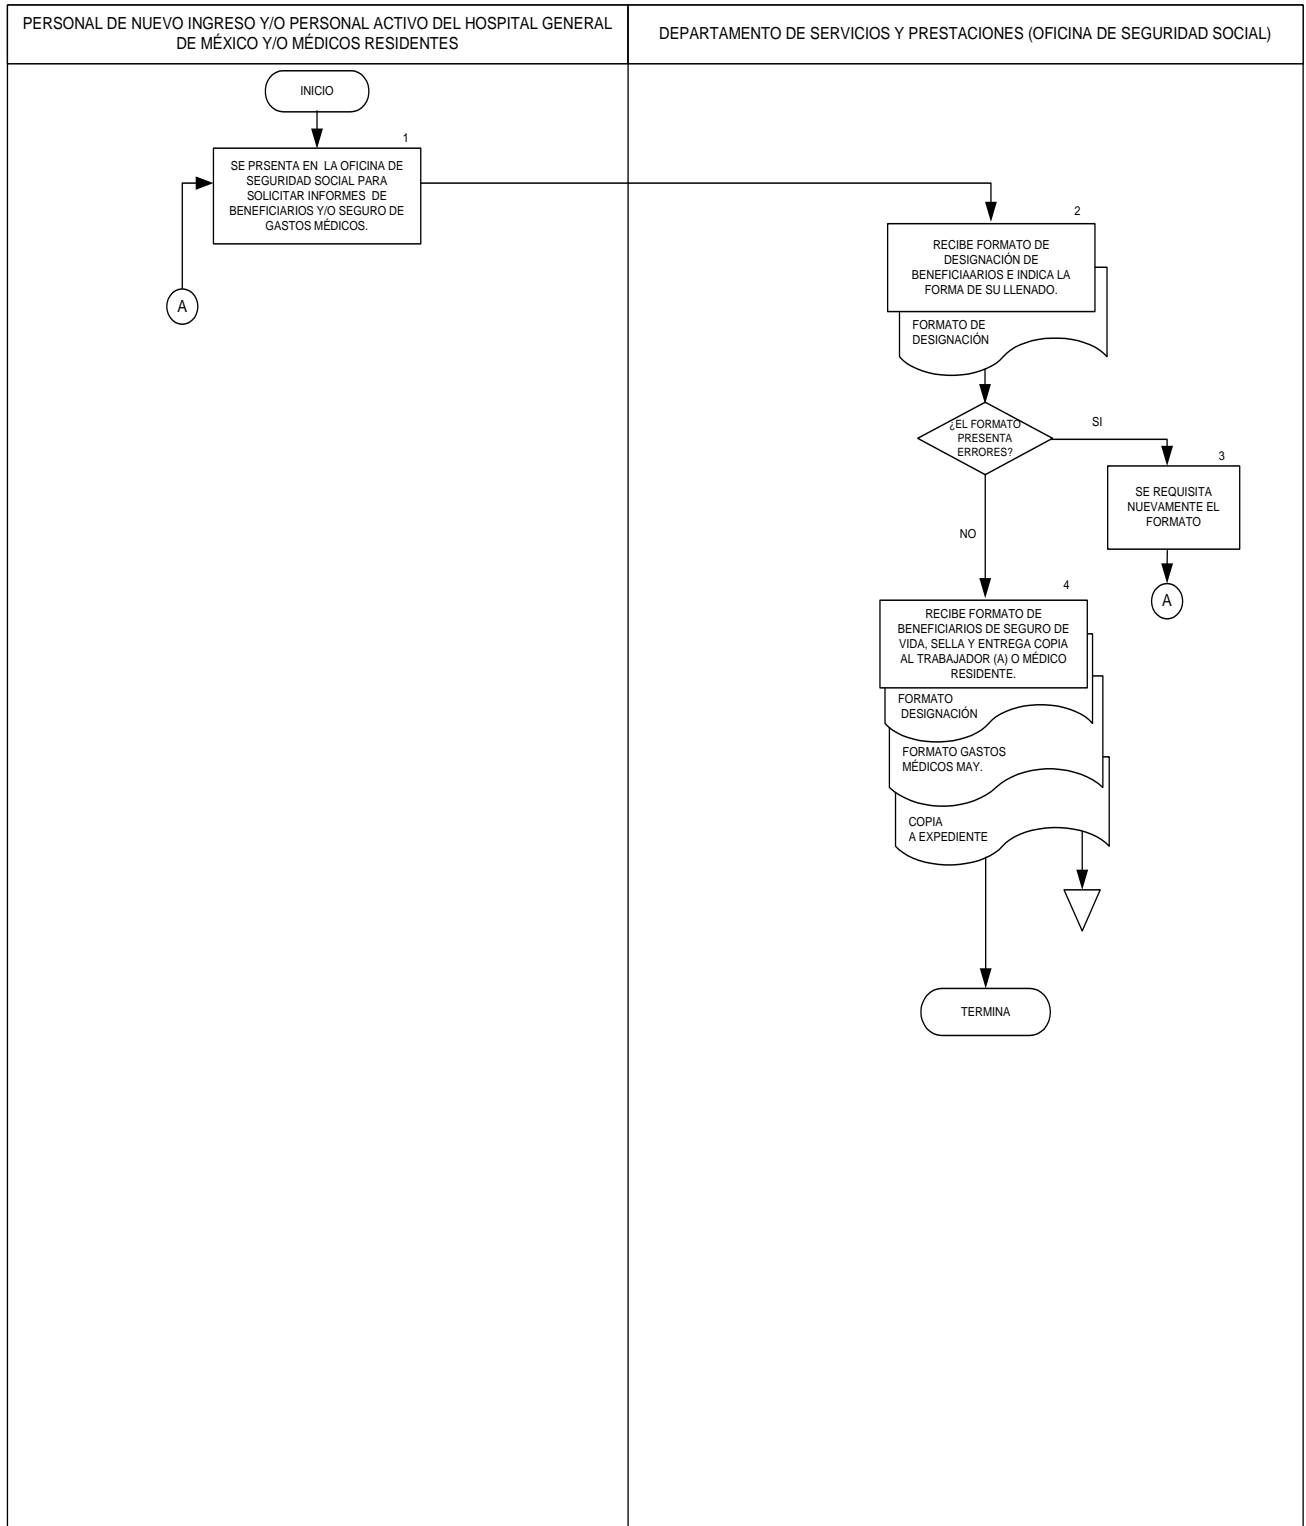 PERSONAL DE NUEVO INGRESO Y/O PERSONAL ACTIVO DEL HOSPITAL GENERAL
DE MÉXICO Y/O MÉDICOS RESIDENTES
DEPARTAMENTO DE SERVICIOS Y PRESTACIONES (OFICINA DE SEGURIDAD SOCIAL)
INICIO
1
SE PRSENTA EN LA OFICINA DE
SEGURIDAD SOCIAL PARA
SOLICITAR INFORMES DE
BENEFICIARIOS Y/O SEGURO DE
GASTOS MÉDICOS.
A
2
RECIBE FORMATO DE
DESIGNACIÓN DE
BENEFICIAARIOS E INDICA LA
FORMA DE SU LLENADO.
FORMATO DE
DESIGNACIÓN
¿EL FORMATO
PRESENTA
ERRORES?
SI
3
SE REQUISITA
NUEVAMENTE EL
FORMATO
NO
A
4
RECIBE FORMATO DE
BENEFICIARIOS DE SEGURO DE
VIDA, SELLA Y ENTREGA COPIA
AL TRABAJADOR (A) O MÉDICO
RESIDENTE.
FORMATO
DESIGNACIÓN
FORMATO GASTOS
MÉDICOS MAY.
COPIA
A EXPEDIENTE
TERMINA